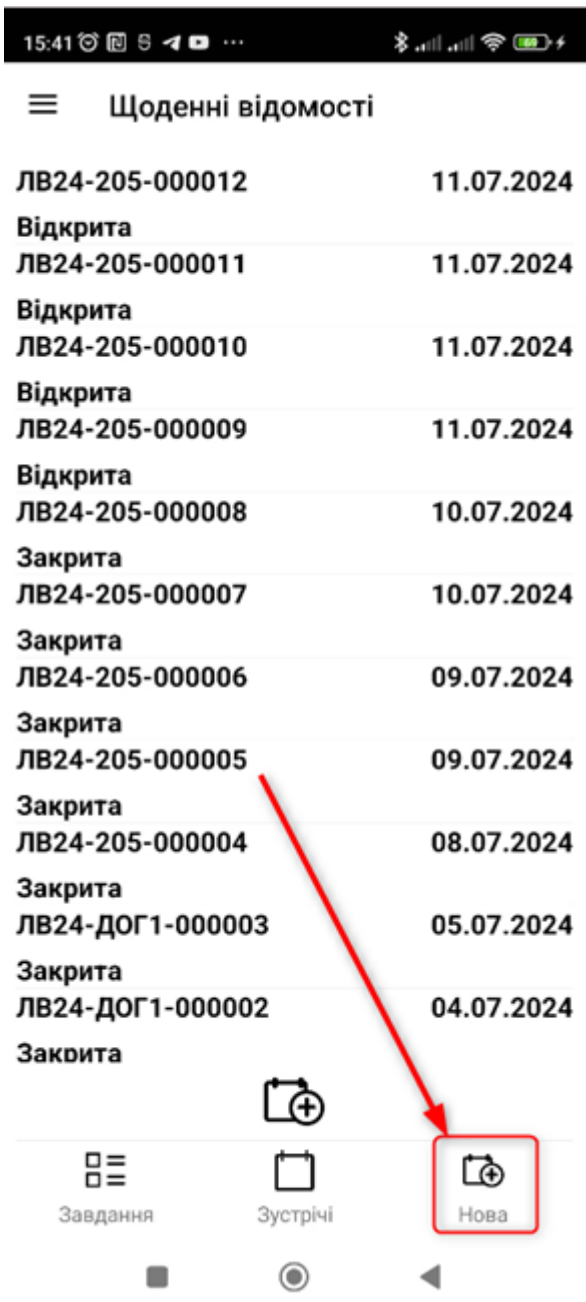 15:41
69
Щоденні відомості
ЛВ24-205-000012 11.07.2024
Відкрита
ЛВ24-205-000011 11.07.2024
Відкрита
ЛВ24-205-000010 11.07.2024
Відкрита
ЛВ24-205-000009 11.07.2024
Відкрита
ЛВ24-205-000008 10.07.2024
Закрита
ЛВ24-205-000007 10.07.2024
Закрита
ЛВ24-205-000006 09.07.2024
Закрита
ЛВ24-205-000005 09.07.2024
Закрита
ЛВ24-205-000004 08.07.2024
Закрита
ЛВ24-ДОГ1-000003 05.07.2024
Закрита
ЛВ24-ДОГ1-000002 04.07.2024
Закрита
Завдання Зустрічі Нова